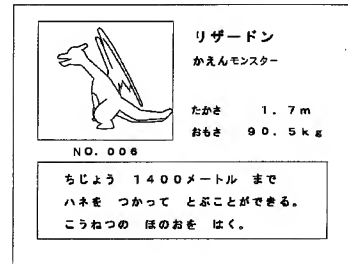 リザードン
かえんモンスター
たかさ 1.7m
おもさ 90.5kg
NO.006
ちじょう 1400メートル まで
ハネを つかって とぶことができる。
こうねつの ほのおを はく。